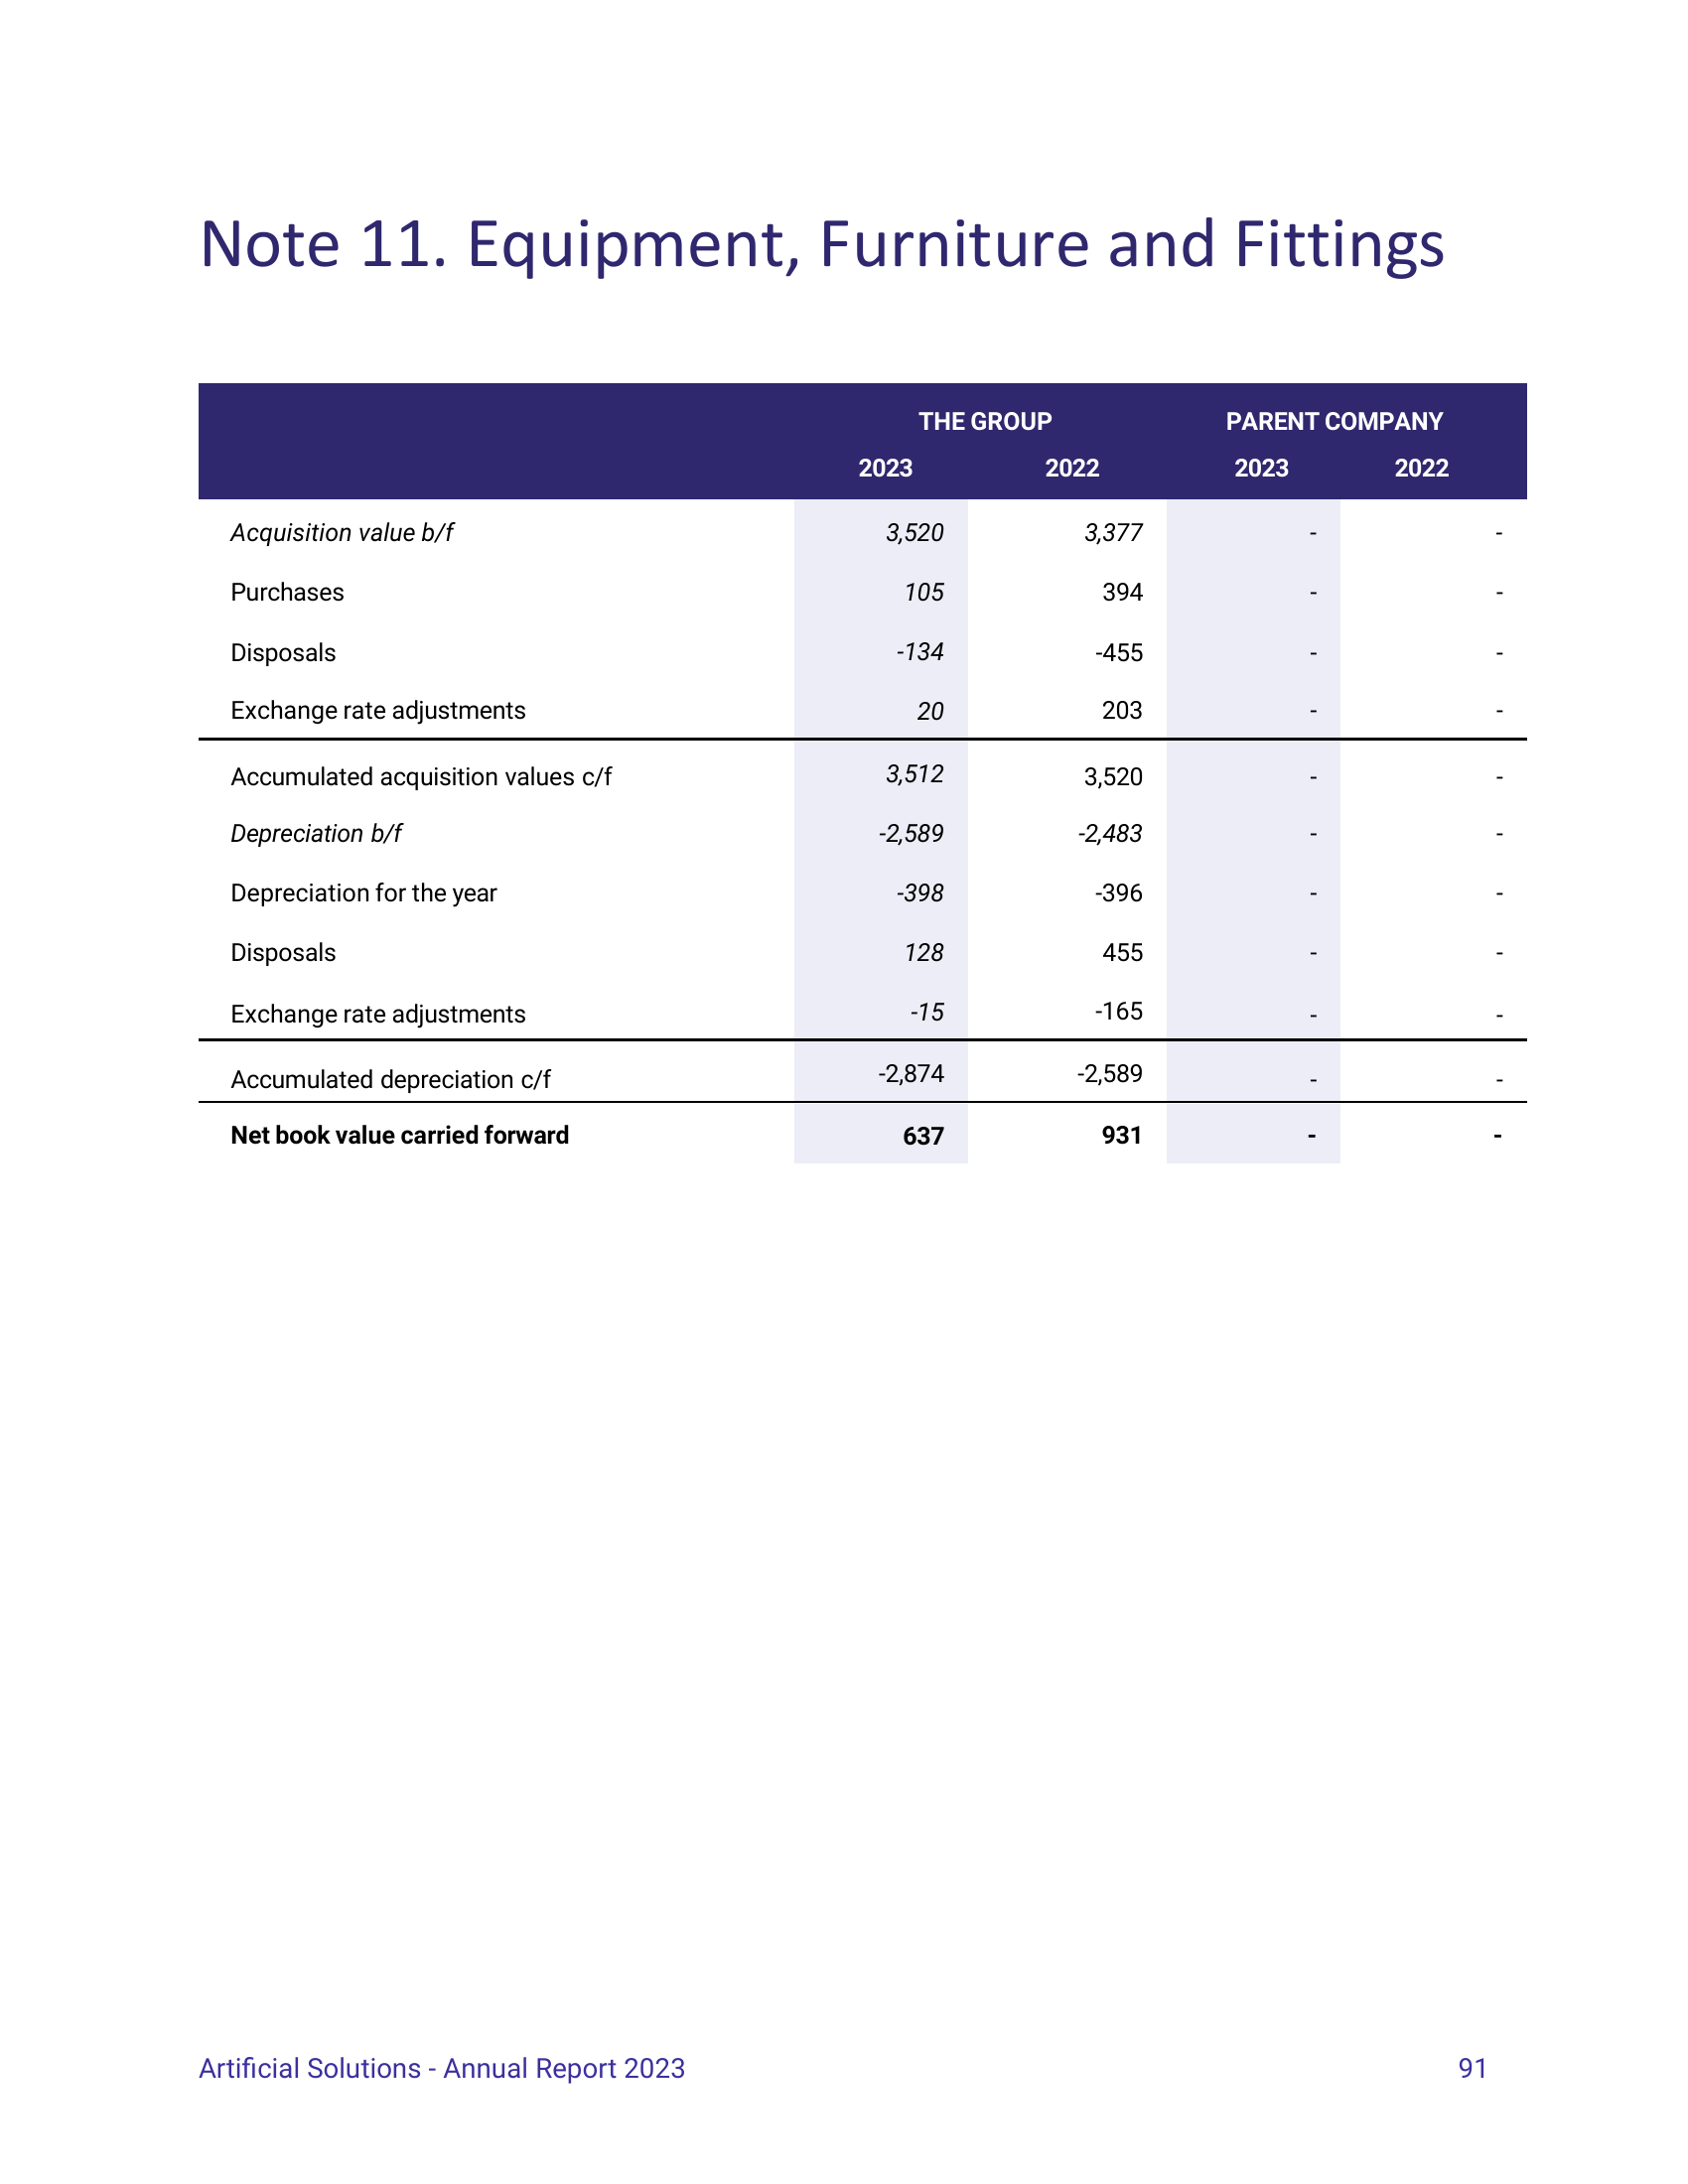 Note 11. Equipment, Furniture and Fittings
THE GROUP PARENT COMPANY
2023 2022 2023 2022
Acquisition value b/f 3,520 3,377 - -
Purchases 105 394 - -
Disposals -134 -455 - -
Exchange rate adjustments 20 203 - -
Accumulated acquisition values c/f 3,512 3,520 - -
Depreciation b/f -2,589 -2,483 - -
Depreciation for the year -398 -396 - -
Disposals 128 455 - -
Exchange rate adjustments -15 -165 - -
Accumulated depreciation c/f -2,874 -2,589 - -
Net book value carried forward 637 931 - -
Artificial Solutions - Annual Report 2023 91